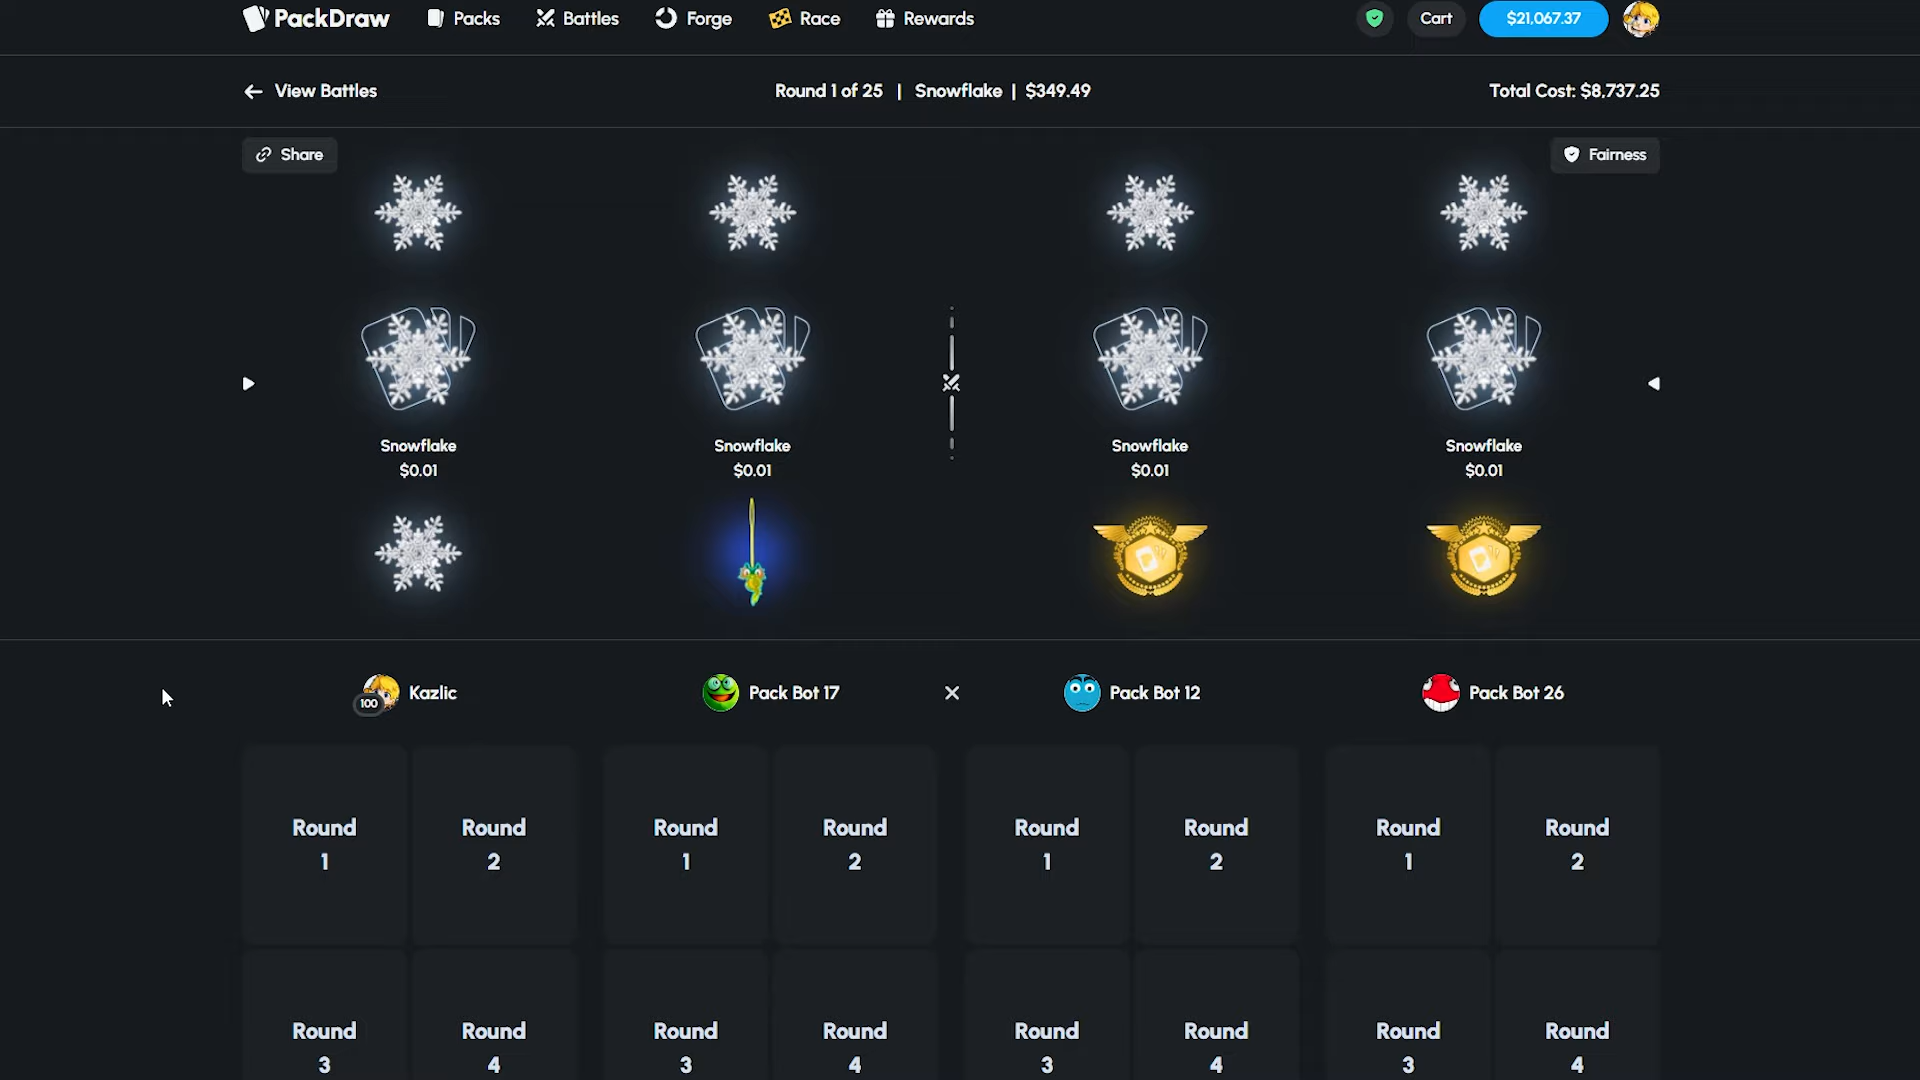 PackDraw
Packs
Battles
Forge
Race
Rewards
Cart
$21,067.37
View Battles
Round 1 of 25 | Snowflake | $349.49
Total Cost: $8,737.25
Share
Fairness
Snowflake
$0.01
Snowflake
$0.01
Snowflake
$0.01
Snowflake
$0.01
100
Kazlic
Pack Bot 17
Pack Bot 12
Pack Bot 26
Round
1
Round
2
Round
1
Round
2
Round
1
Round
2
Round
1
Round
2
Round
3
Round
4
Round
3
Round
4
Round
3
Round
4
Round
3
Round
4